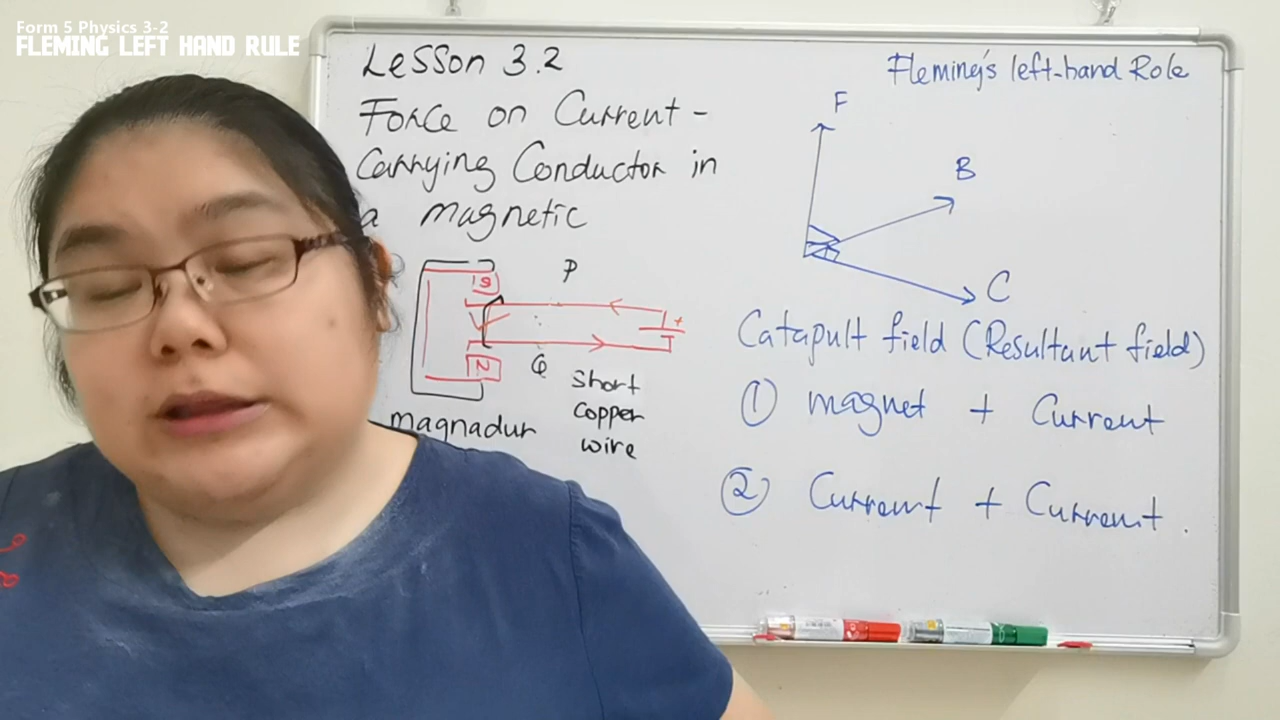 Form 5 Physics 3-2
FLEMING LEFT HAND RULE
Lesson 3.2
Force on Current-
Carrying Conductor in
a magnetic
S
P
+
N
Q
short
copper
wire
magnadur
Fleming's left-hand Role
F
B
C
Catapult field (Resultant field)
① magnet + Current
② Current + Current.